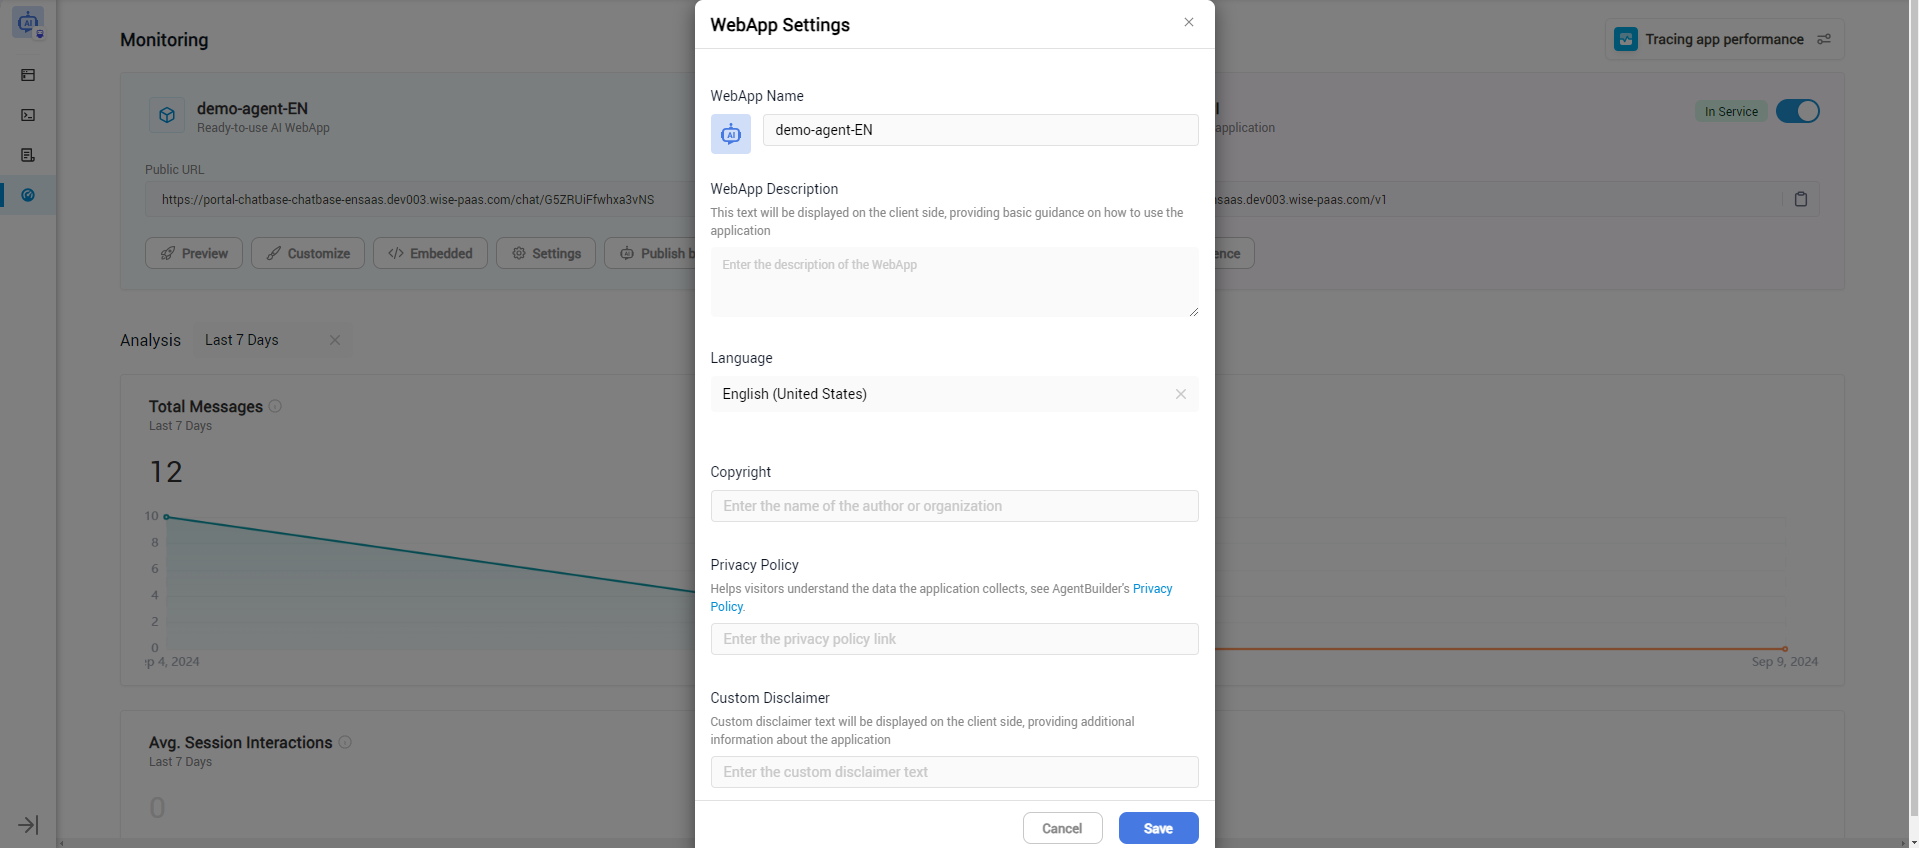 WebApp Settings
Monitoring
Tracing app performance
demo-agent-EN
Ready-to-use AI WebApp
In Service
application
Public URL
https://portal-chatbase-chatbase-ensaas.dev003.wise-paas.com/chat/G5ZRUiFfwhxa3vNS
saas.dev003.wise-paas.com/v1
Preview
Customize
Embedded
Settings
Publish b
ence
Analysis
Last 7 Days
Total Messages
Last 7 Days
12
10
8
6
4
2
0
ep 4, 2024
Sep 9, 2024
Avg. Session Interactions
Last 7 Days
0
WebApp Name
AI
demo-agent-EN
WebApp Description
This text will be displayed on the client side, providing basic guidance on how to use the
application
Enter the description of the WebApp
Language
English (United States)
Copyright
Enter the name of the author or organization
Privacy Policy
Helps visitors understand the data the application collects, see AgentBuilder's Privacy
Policy.
Enter the privacy policy link
Custom Disclaimer
Custom disclaimer text will be displayed on the client side, providing additional
information about the application
Enter the custom disclaimer text
Cancel
Save